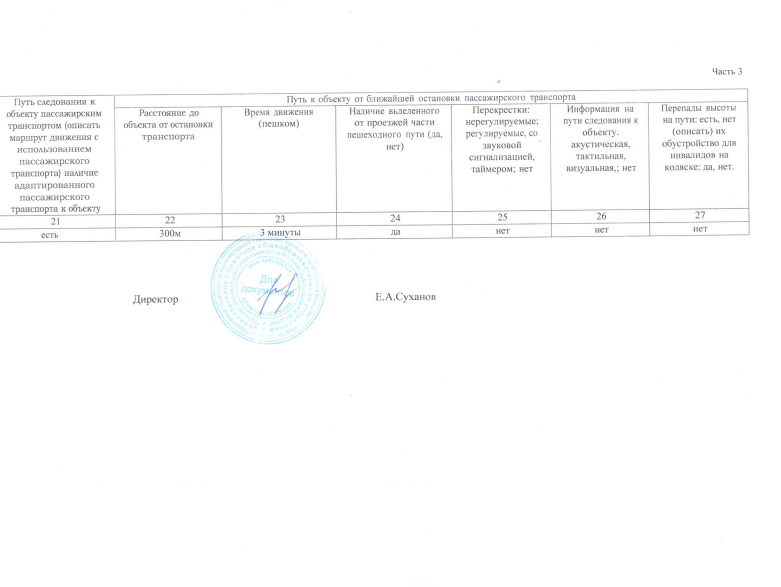 Часть 3
Путь следования к
объекту пассажирским
транспортом (описать
маршрут движения с
использованием
пассажирского
транспорта) наличие
адаптированного
пассажирского
транспорта к объекту
Путь к объекту от ближайшей остановки пассажирского транспорта
Расстояние до
объекта от остановки
транспорта
Время движения
(пешком)
Наличие выделенного
от проезжей части
пешеходного пути (да,
нет)
Перекрестки:
нерегулируемые;
регулируемые, со
звуковой
сигнализацией,
таймером; нет
Информация на
пути следования к
объекту.
акустическая,
тактильная,
визуальная,; нет
Перепады высоты
на пути: есть, нет
(описать) их
обустройство для
инвалидов на
коляске: да, нет.
21 22 23 24 25 26 27
есть 300м 3 минуты да нет нет нет
Для
документов
Директор Е.А.Суханов